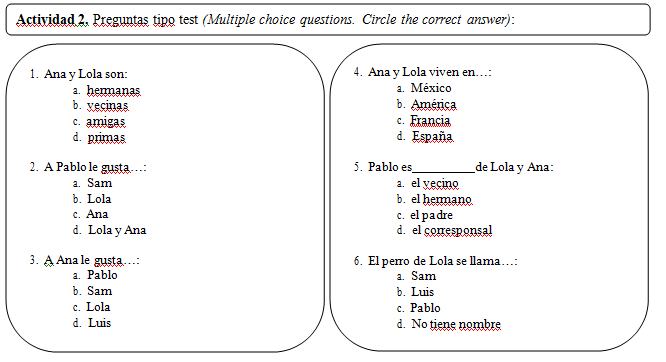 Actividad 2. Preguntas tipo test (Multiple choice questions. Circle the correct answer):
1. Ana y Lola son:
a. hermanas
b. vecinas
c. amigas
d. primas
2. A Pablo le gusta…:
a. Sam
b. Lola
c. Ana
d. Lola y Ana
3. A Ana le gusta…:
a. Pablo
b. Sam
c. Lola
d. Luis
4. Ana y Lola viven en…:
a. México
b. América
c. Francia
d. España
5. Pablo es__________de Lola y Ana:
a. el vecino
b. el hermano
c. el padre
d. el corresponsal
6. El perro de Lola se llama…:
a. Sam
b. Luis
c. Pablo
d. No tiene nombre